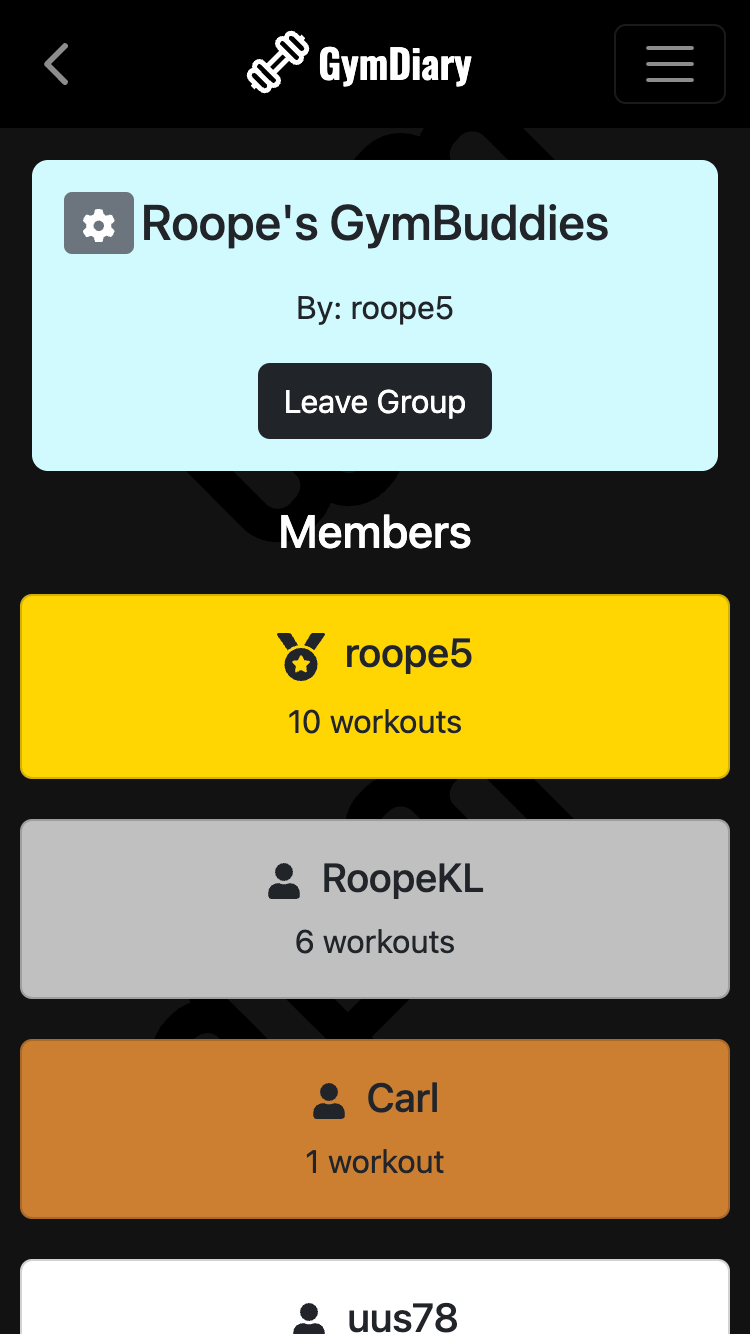 GymDiary
Roope's GymBuddies
By: roope5
Leave Group
Members
roope5
10 workouts
RoopeKL
6 workouts
Carl
1 workout
uus78